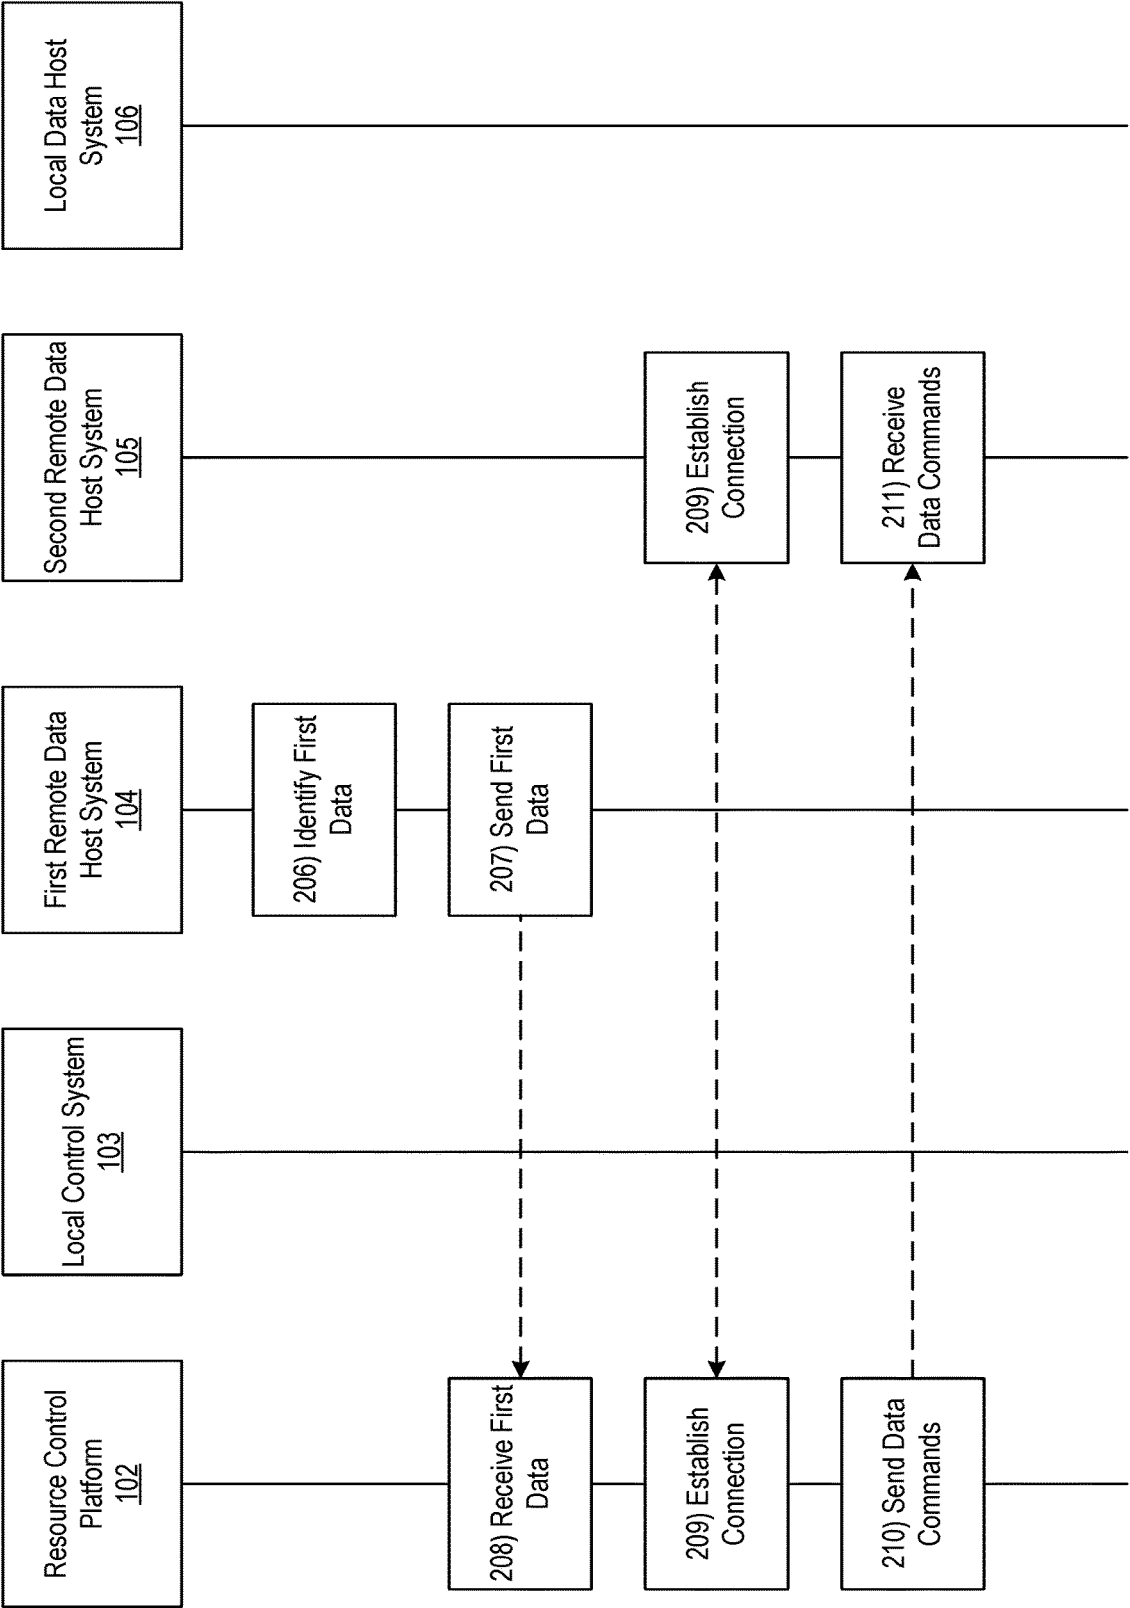 Resource Control
Platform
102
Local Control System
103
First Remote Data
Host System
104
Second Remote Data
Host System
105
Local Data Host
System
106
206) Identify First
Data
208) Receive First
Data
207) Send First
Data
209) Establish
Connection
209) Establish
Connection
210) Send Data
Commands
211) Receive
Data Commands